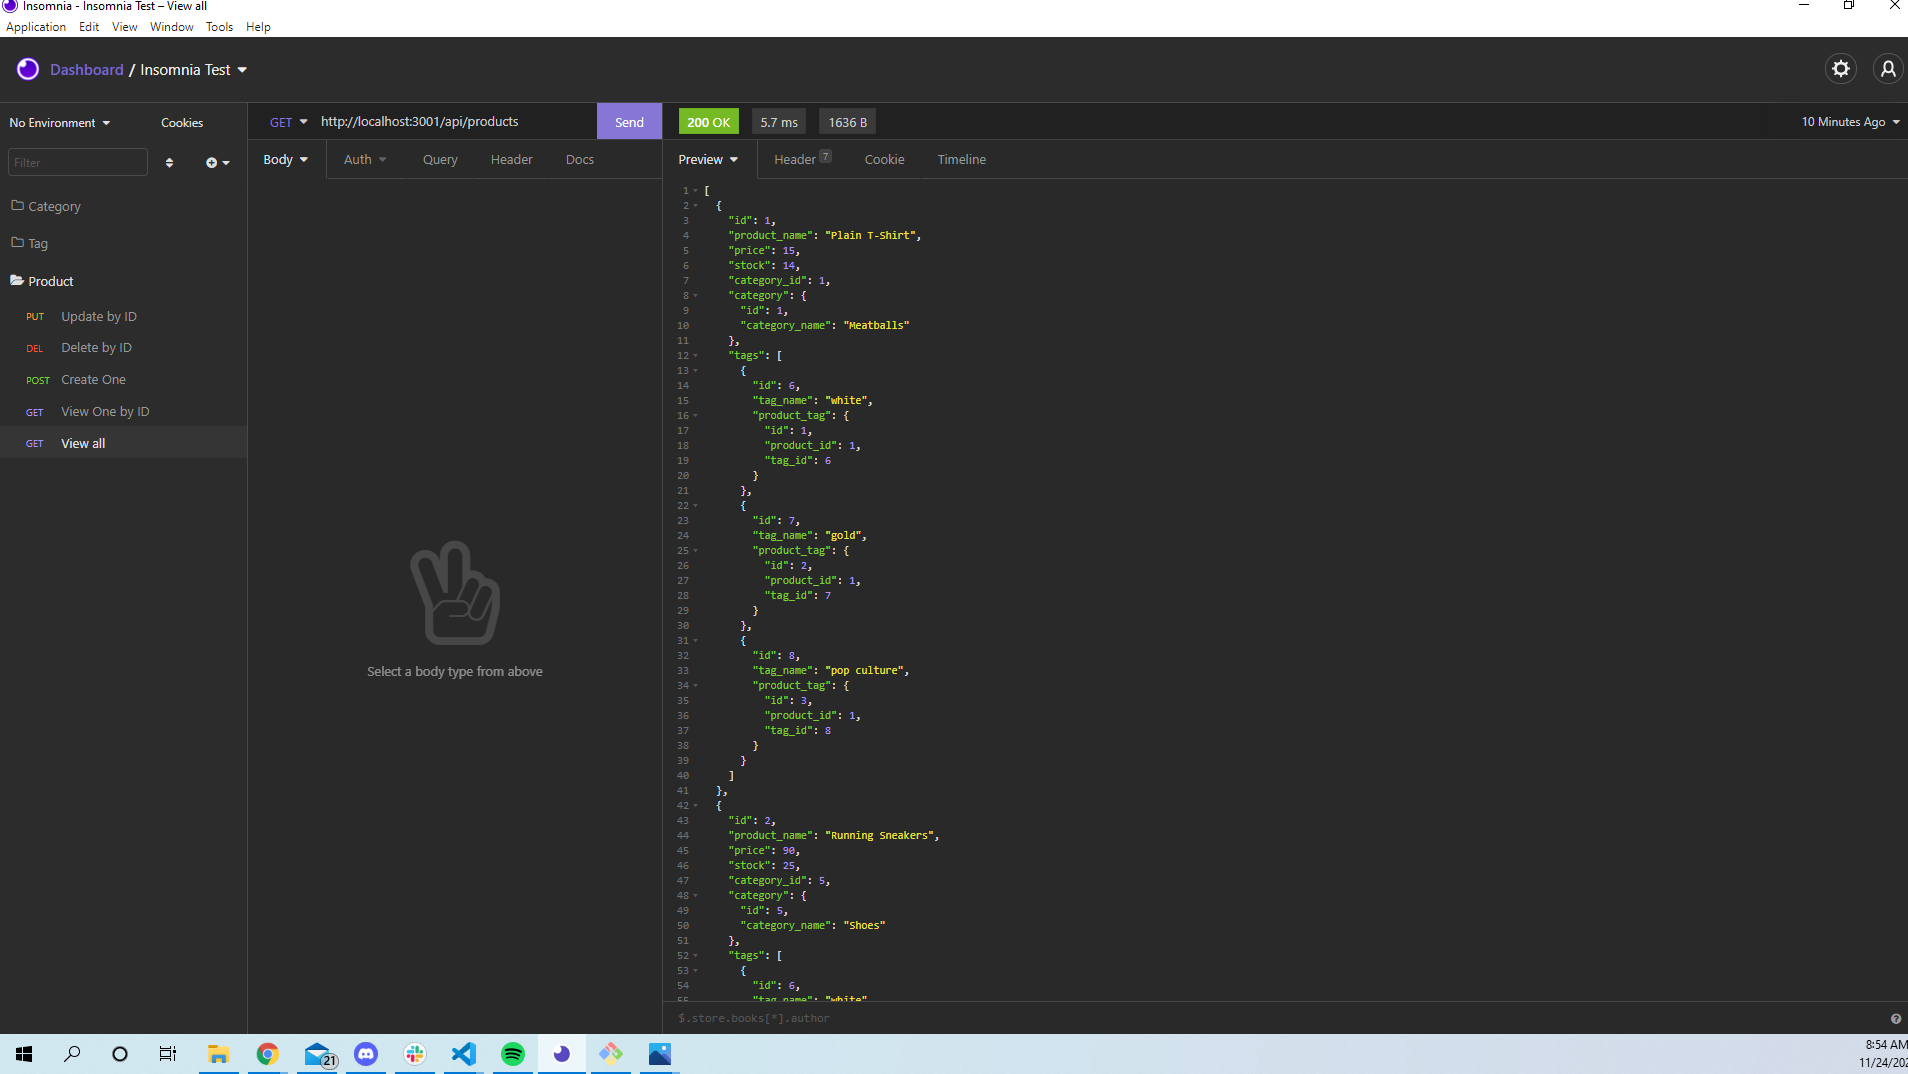 Insomnia - Insomnia Test – View all
Application Edit View Window Tools Help
Dashboard / Insomnia Test
No Environment Cookies
Filter
Category
Tag
Product
PUT Update by ID
DEL Delete by ID
POST Create One
GET View One by ID
GET View all
GET http://localhost:3001/api/products Send
Body Auth Query Header Docs
Select a body type from above
200 OK 5.7 ms 1636 B 10 Minutes Ago
Preview Header 7 Cookie Timeline
1 [
2 {
3 "id": 1,
4 "product_name": "Plain T-Shirt",
5 "price": 15,
6 "stock": 14,
7 "category_id": 1,
8 "category": {
9 "id": 1,
10 "category_name": "Meatballs"
11 },
12 "tags": [
13 {
14 "id": 6,
15 "tag_name": "white",
16 "product_tag": {
17 "id": 1,
18 "product_id": 1,
19 "tag_id": 6
20 }
21 },
22 {
23 "id": 7,
24 "tag_name": "gold",
25 "product_tag": {
26 "id": 2,
27 "product_id": 1,
28 "tag_id": 7
29 }
30 },
31 {
32 "id": 8,
33 "tag_name": "pop culture",
34 "product_tag": {
35 "id": 3,
36 "product_id": 1,
37 "tag_id": 8
38 }
39 }
40 ]
41 },
42 {
43 "id": 2,
44 "product_name": "Running Sneakers",
45 "price": 90,
46 "stock": 25,
47 "category_id": 5,
48 "category": {
49 "id": 5,
50 "category_name": "Shoes"
51 },
52 "tags": [
53 {
54 "id": 6,
55 "tag_name": "white"
$.store.books[*].author
21
8:54 AM
11/24/202